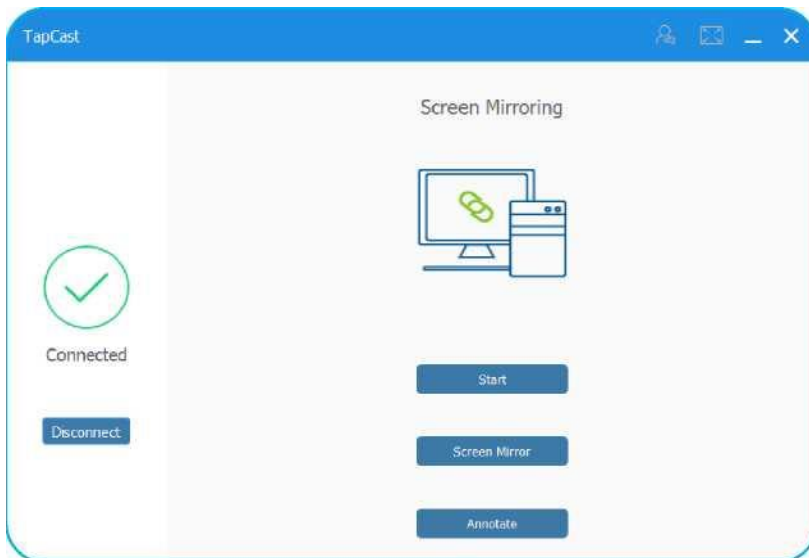 TapCast
Screen Mirroring
Connected
Disconnect
Start
Screen Mirror
Annotate